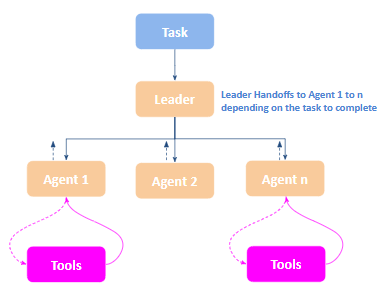 Task
Leader
Leader Handoffs to Agent 1 to n
depending on the task to complete
Agent 1
Agent 2
Agent n
Tools
Tools